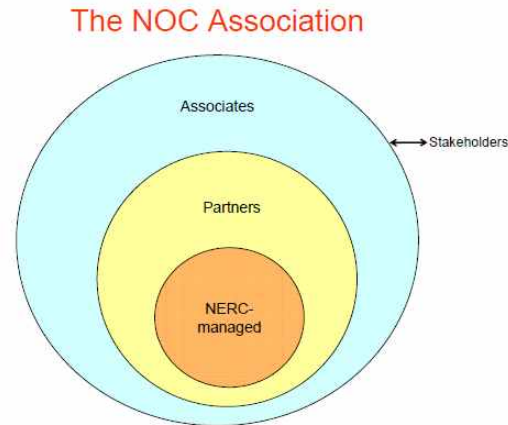 The NOC Association
Associates
Stakeholders
Partners
NERC-
managed